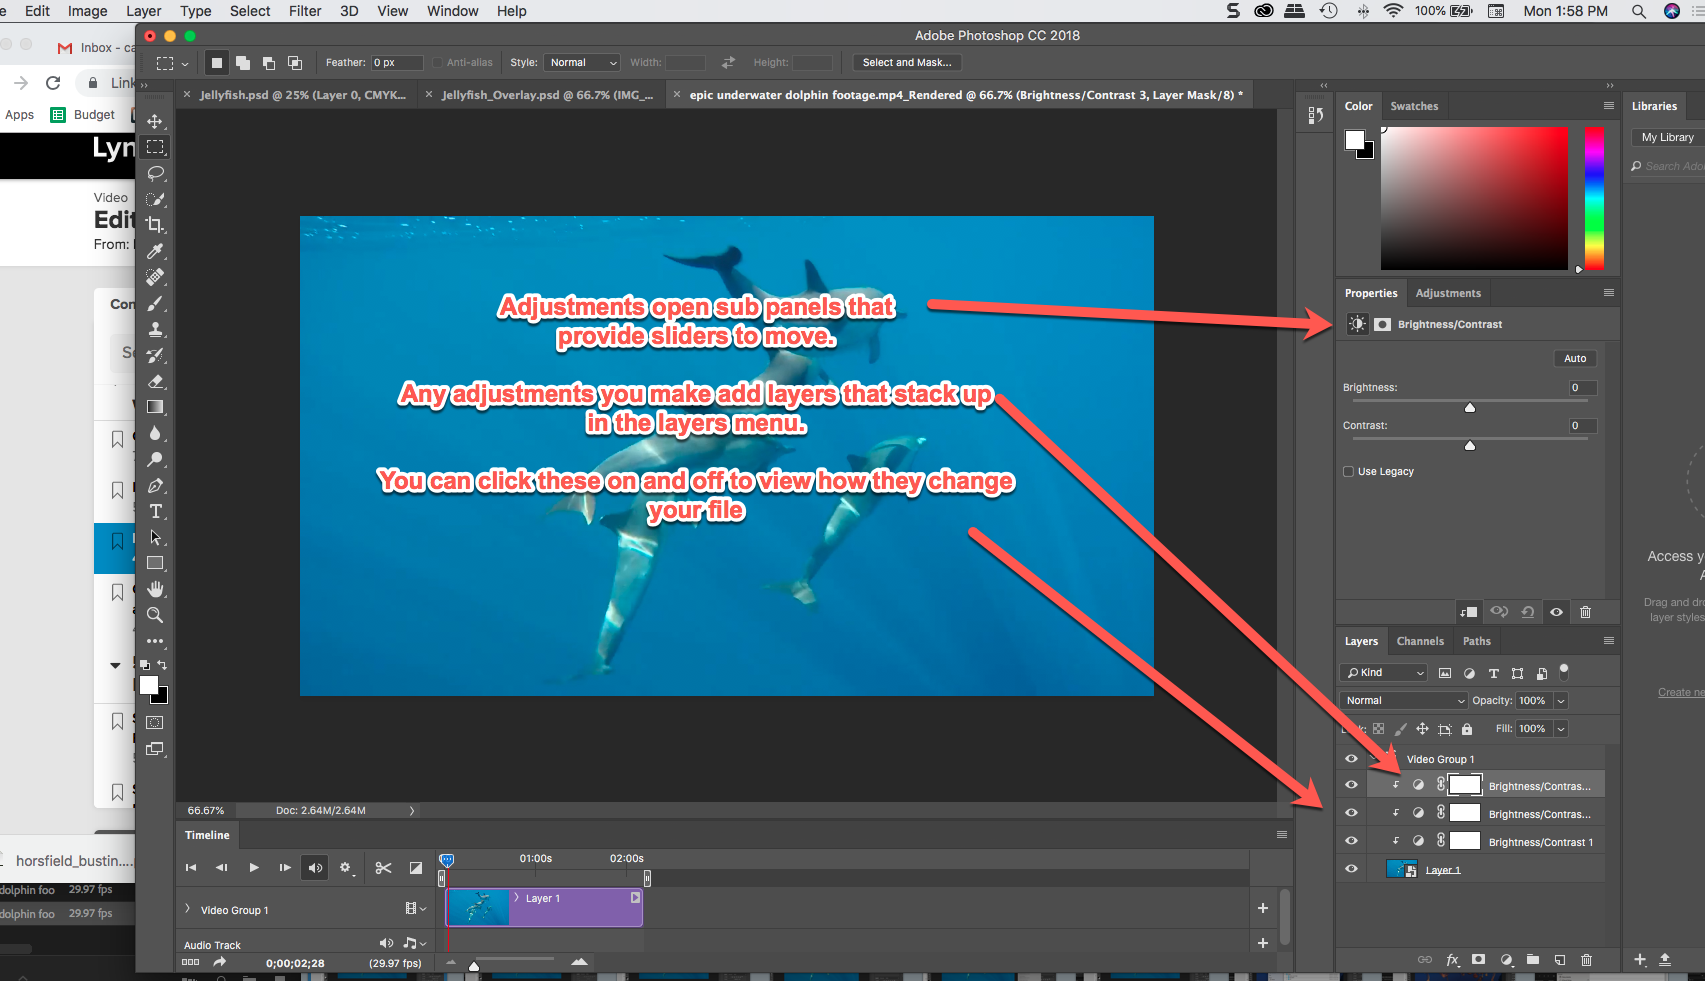 Edit Image Layer Type Select Filter 3D View Window Help 100% Mon 1:58 PM
Adobe Photoshop CC 2018
Inbox - ca
Feather: 0 px Anti-alias Style: Normal Width: Height: Select and Mask...
Link
Jellyfish.psd @ 25% (Layer 0, CMYK... Jellyfish_Overlay.psd @ 66.7% (IMG_... epic underwater dolphin footage.mp4_Rendered @ 66.7% (Brightness/Contrast 3, Layer Mask/8) *
Apps Budget
Lyn
Video
Edit
From:
Con
Color Swatches
Libraries
My Library
Search Ado
Adjustments open sub panels that
provide sliders to move.
Any adjustments you make add layers that stack up
in the layers menu.
You can click these on and off to view how they change
your file
Properties Adjustments
Brightness/Contrast
Auto
Brightness: 0
Contrast: 0
Use Legacy
Access y
Drag and dro
layer styles
Create ne
Layers Channels Paths
Kind
Normal Opacity: 100%
Fill: 100%
Video Group 1
Brightness/Contras...
Brightness/Contras...
Brightness/Contrast 1
Layer 1
66.67% Doc: 2.64M/2.64M
Timeline
01:00s 02:00s
Layer 1
Video Group 1
Audio Track
0;00;02;28 (29.97 fps)
horsfield_bustin....
dolphin foo 29.97 fps
dolphin foo 29.97 fps